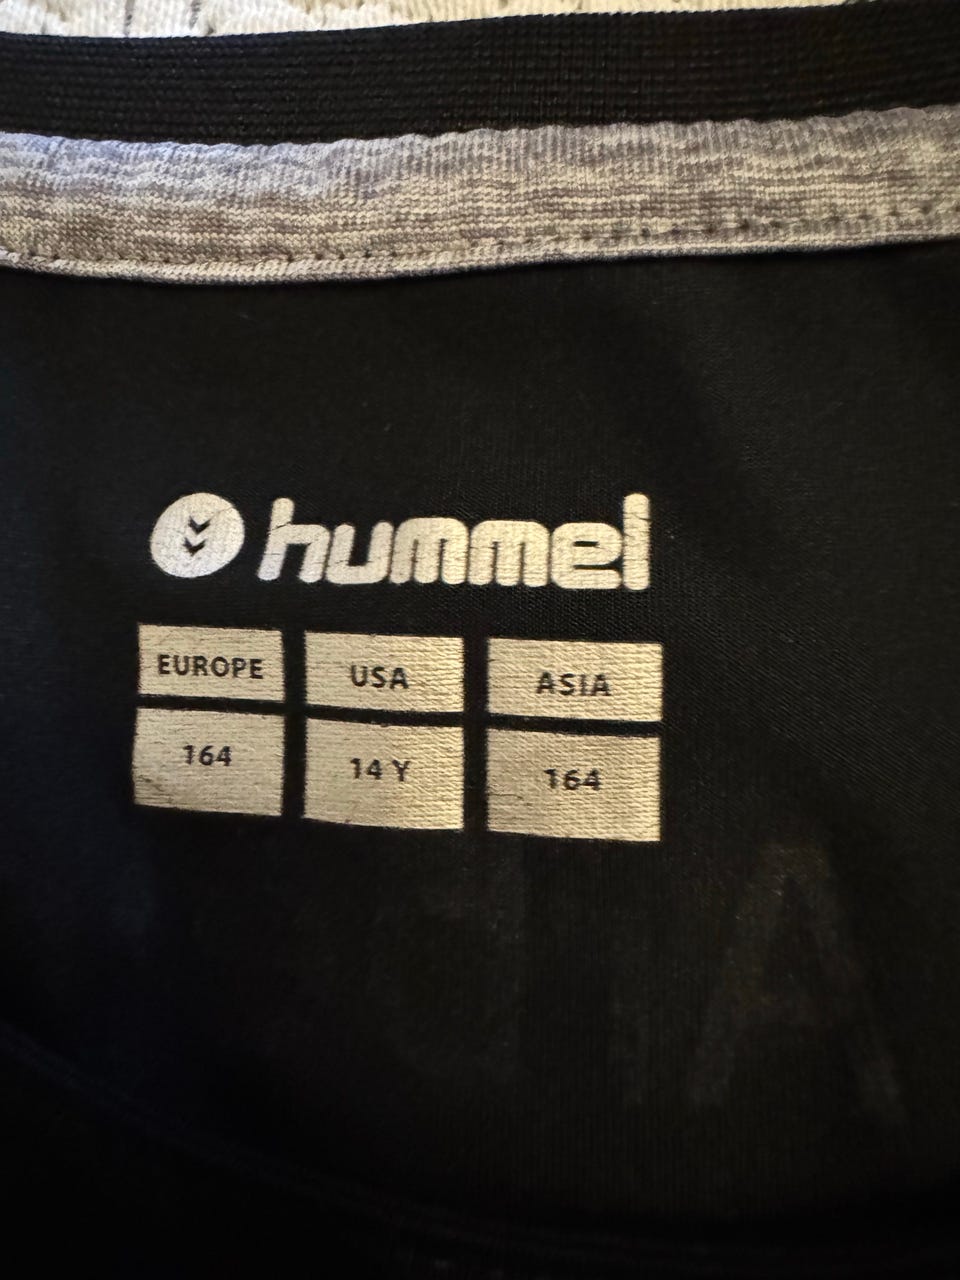 hummel
EUROPE USA ASIA
164 14 Y 164